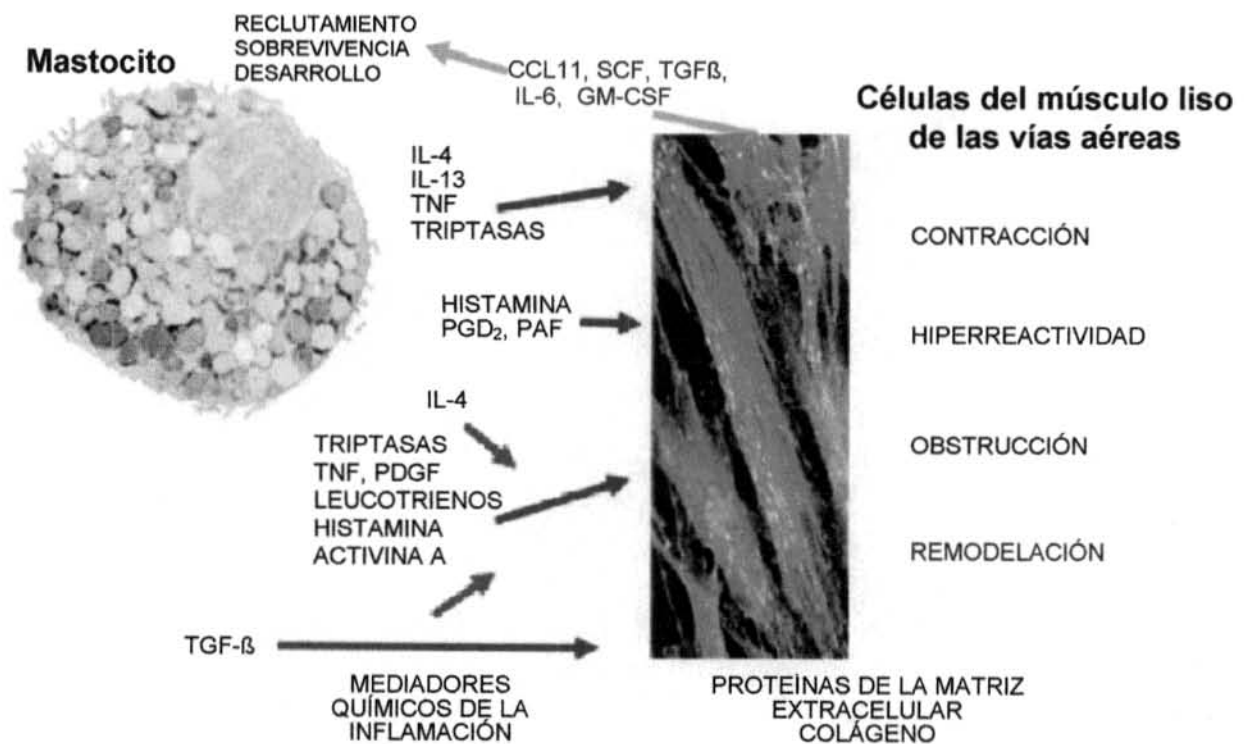 RECLUTAMIENTO
SOBREVIVENCIA
DESARROLLO
Mastocito
CCL11, SCF, TGFß,
IL-6, GM-CSF
Células del músculo liso
de las vías aéreas
IL-4
IL-13
TNF
TRIPTASAS
CONTRACCIÓN
HISTAMINA
PGD₂, PAF
HIPERREACTIVIDAD
IL-4
TRIPTASAS
TNF, PDGF
LEUCOTRIENOS
HISTAMINA
ACTIVINA A
OBSTRUCCIÓN
REMODELACIÓN
TGF-ß
MEDIADORES
QUÍMICOS DE LA
INFLAMACIÓN
PROTEÍNAS DE LA MATRIZ
EXTRACELULAR
COLÁGENO